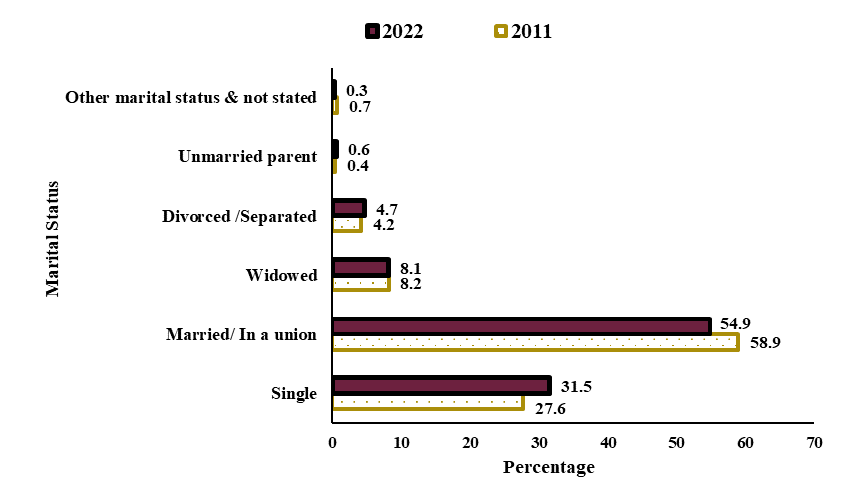 2022 2011
Other marital status & not stated 0.3
0.7
Unmarried parent 0.6
0.4
Divorced /Separated 4.7
4.2
Widowed 8.1
8.2
Married/ In a union 54.9
58.9
Single 31.5
27.6
Marital Status
0 10 20 30 40 50 60 70
Percentage